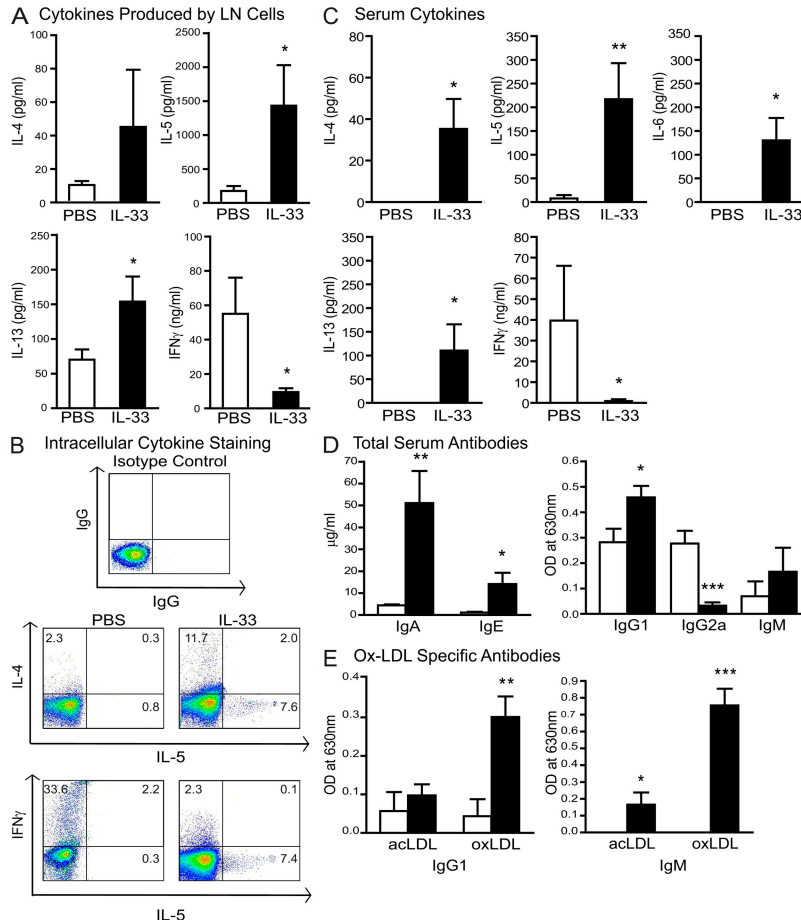 A Cytokines Produced by LN Cells
IL-4 (pg/ml)
100
80
60
40
20
0
PBS IL-33
IL-5 (pg/ml)
2500
2000
1500
1000
500
0
*
PBS IL-33
IL-13 (pg/ml)
150
100
50
0
*
PBS IL-33
IFNγ (ng/ml)
100
80
60
40
20
0
*
PBS IL-33
C Serum Cytokines
IL-4 (pg/ml)
80
60
40
20
0
*
PBS IL-33
IL-5 (pg/ml)
350
300
250
200
150
100
50
0
**
PBS IL-33
IL-6 (pg/ml)
350
300
250
200
150
100
50
0
*
PBS IL-33
IL-13 (pg/ml)
350
300
250
200
150
100
50
0
*
PBS IL-33
IFNγ (ng/ml)
80
70
60
50
40
30
20
10
0
*
PBS IL-33
B Intracellular Cytokine Staining
Isotype Control
IgG
IgG
PBS IL-33
IL-4
2.3 0.3
0.8
11.7 2.0
7.6
IL-5
IFNγ
33.6 2.2
0.3
2.3 0.1
7.4
IL-5
D Total Serum Antibodies
μg/ml
70
60
50
40
30
20
10
0
**
*
IgA IgE
OD at 630nm
0.6
0.5
0.4
0.3
0.2
0.1
0.0
*
***
IgG1 IgG2a IgM
E Ox-LDL Specific Antibodies
OD at 630nm
0.4
0.3
0.2
0.1
0.0
**
acLDL oxLDL
IgG1
OD at 630nm
0.9
0.8
0.7
0.6
0.5
0.4
0.3
0.2
0.1
0.0
*
***
acLDL oxLDL
IgM